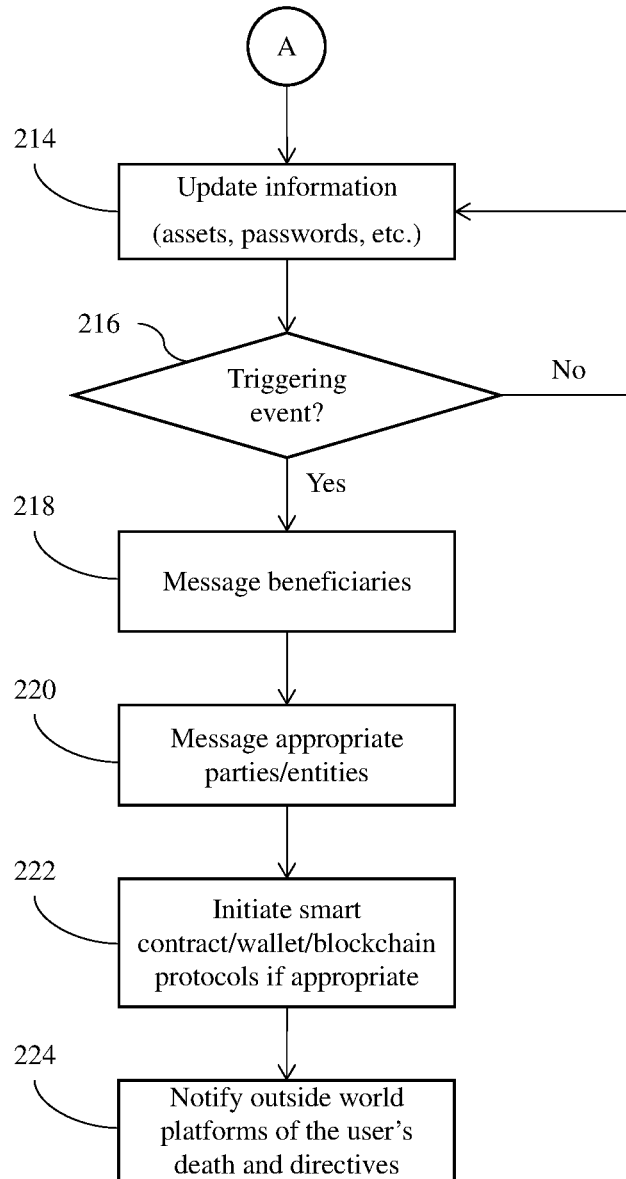 A
214
Update information
(assets, passwords, etc.)
216
Triggering
event?
No
Yes
218
Message beneficiaries
220
Message appropriate
parties/entities
222
Initiate smart
contract/wallet/blockchain
protocols if appropriate
224
Notify outside world
platforms of the user’s
death and directives